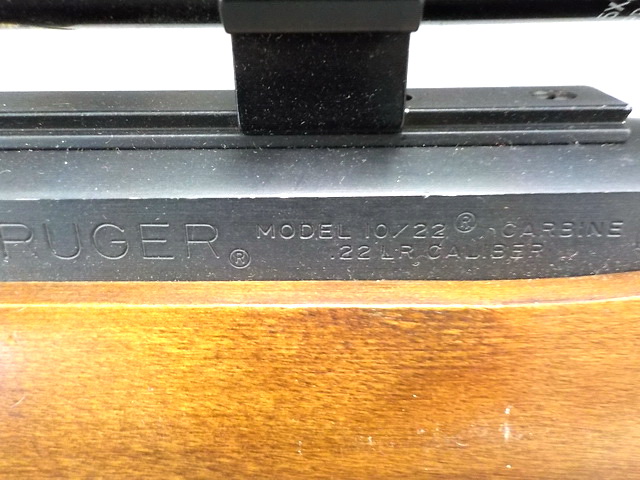 RUGER® MODEL 10/22® CARBINE
.22 LR CALIBER